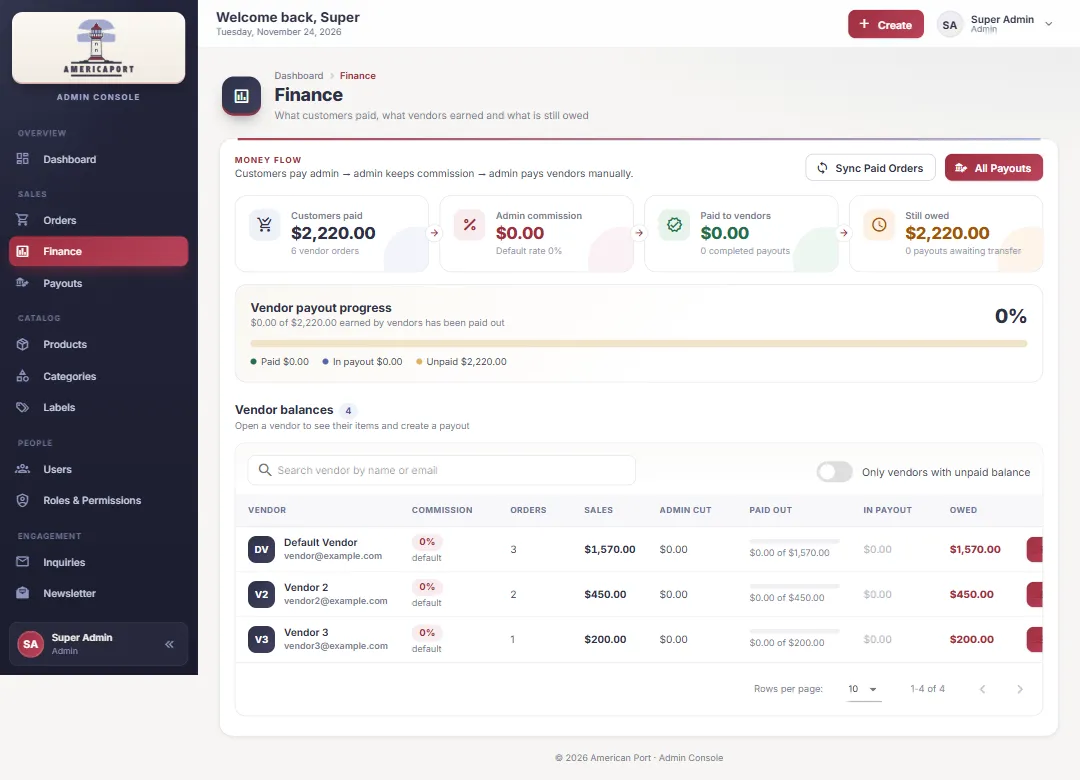 AMERICAPORT
ADMIN CONSOLE
OVERVIEW
Dashboard
SALES
Orders
Finance
Payouts
CATALOG
Products
Categories
Labels
PEOPLE
Users
Roles & Permissions
ENGAGEMENT
Inquiries
Newsletter
SA
Super Admin
Admin
Welcome back, Super
Tuesday, November 24, 2026
+ Create
SA
Super Admin
Admin
Dashboard › Finance
Finance
What customers paid, what vendors earned and what is still owed
MONEY FLOW
Customers pay admin → admin keeps commission → admin pays vendors manually.
Sync Paid Orders
All Payouts
Customers paid
$2,220.00
6 vendor orders
→
Admin commission
$0.00
Default rate 0%
→
Paid to vendors
$0.00
0 completed payouts
→
Still owed
$2,220.00
0 payouts awaiting transfer
Vendor payout progress
$0.00 of $2,220.00 earned by vendors has been paid out
0%
Paid $0.00 In payout $0.00 Unpaid $2,220.00
Vendor balances 4
Open a vendor to see their items and create a payout
Search vendor by name or email
Only vendors with unpaid balance
VENDOR COMMISSION ORDERS SALES ADMIN CUT PAID OUT IN PAYOUT OWED
DV Default Vendor
vendor@example.com
0%
default
3 $1,570.00 $0.00 $0.00 of $1,570.00 $0.00 $1,570.00
V2 Vendor 2
vendor2@example.com
0%
default
2 $450.00 $0.00 $0.00 of $450.00 $0.00 $450.00
V3 Vendor 3
vendor3@example.com
0%
default
1 $200.00 $0.00 $0.00 of $200.00 $0.00 $200.00
Rows per page: 10 1-4 of 4
© 2026 American Port · Admin Console